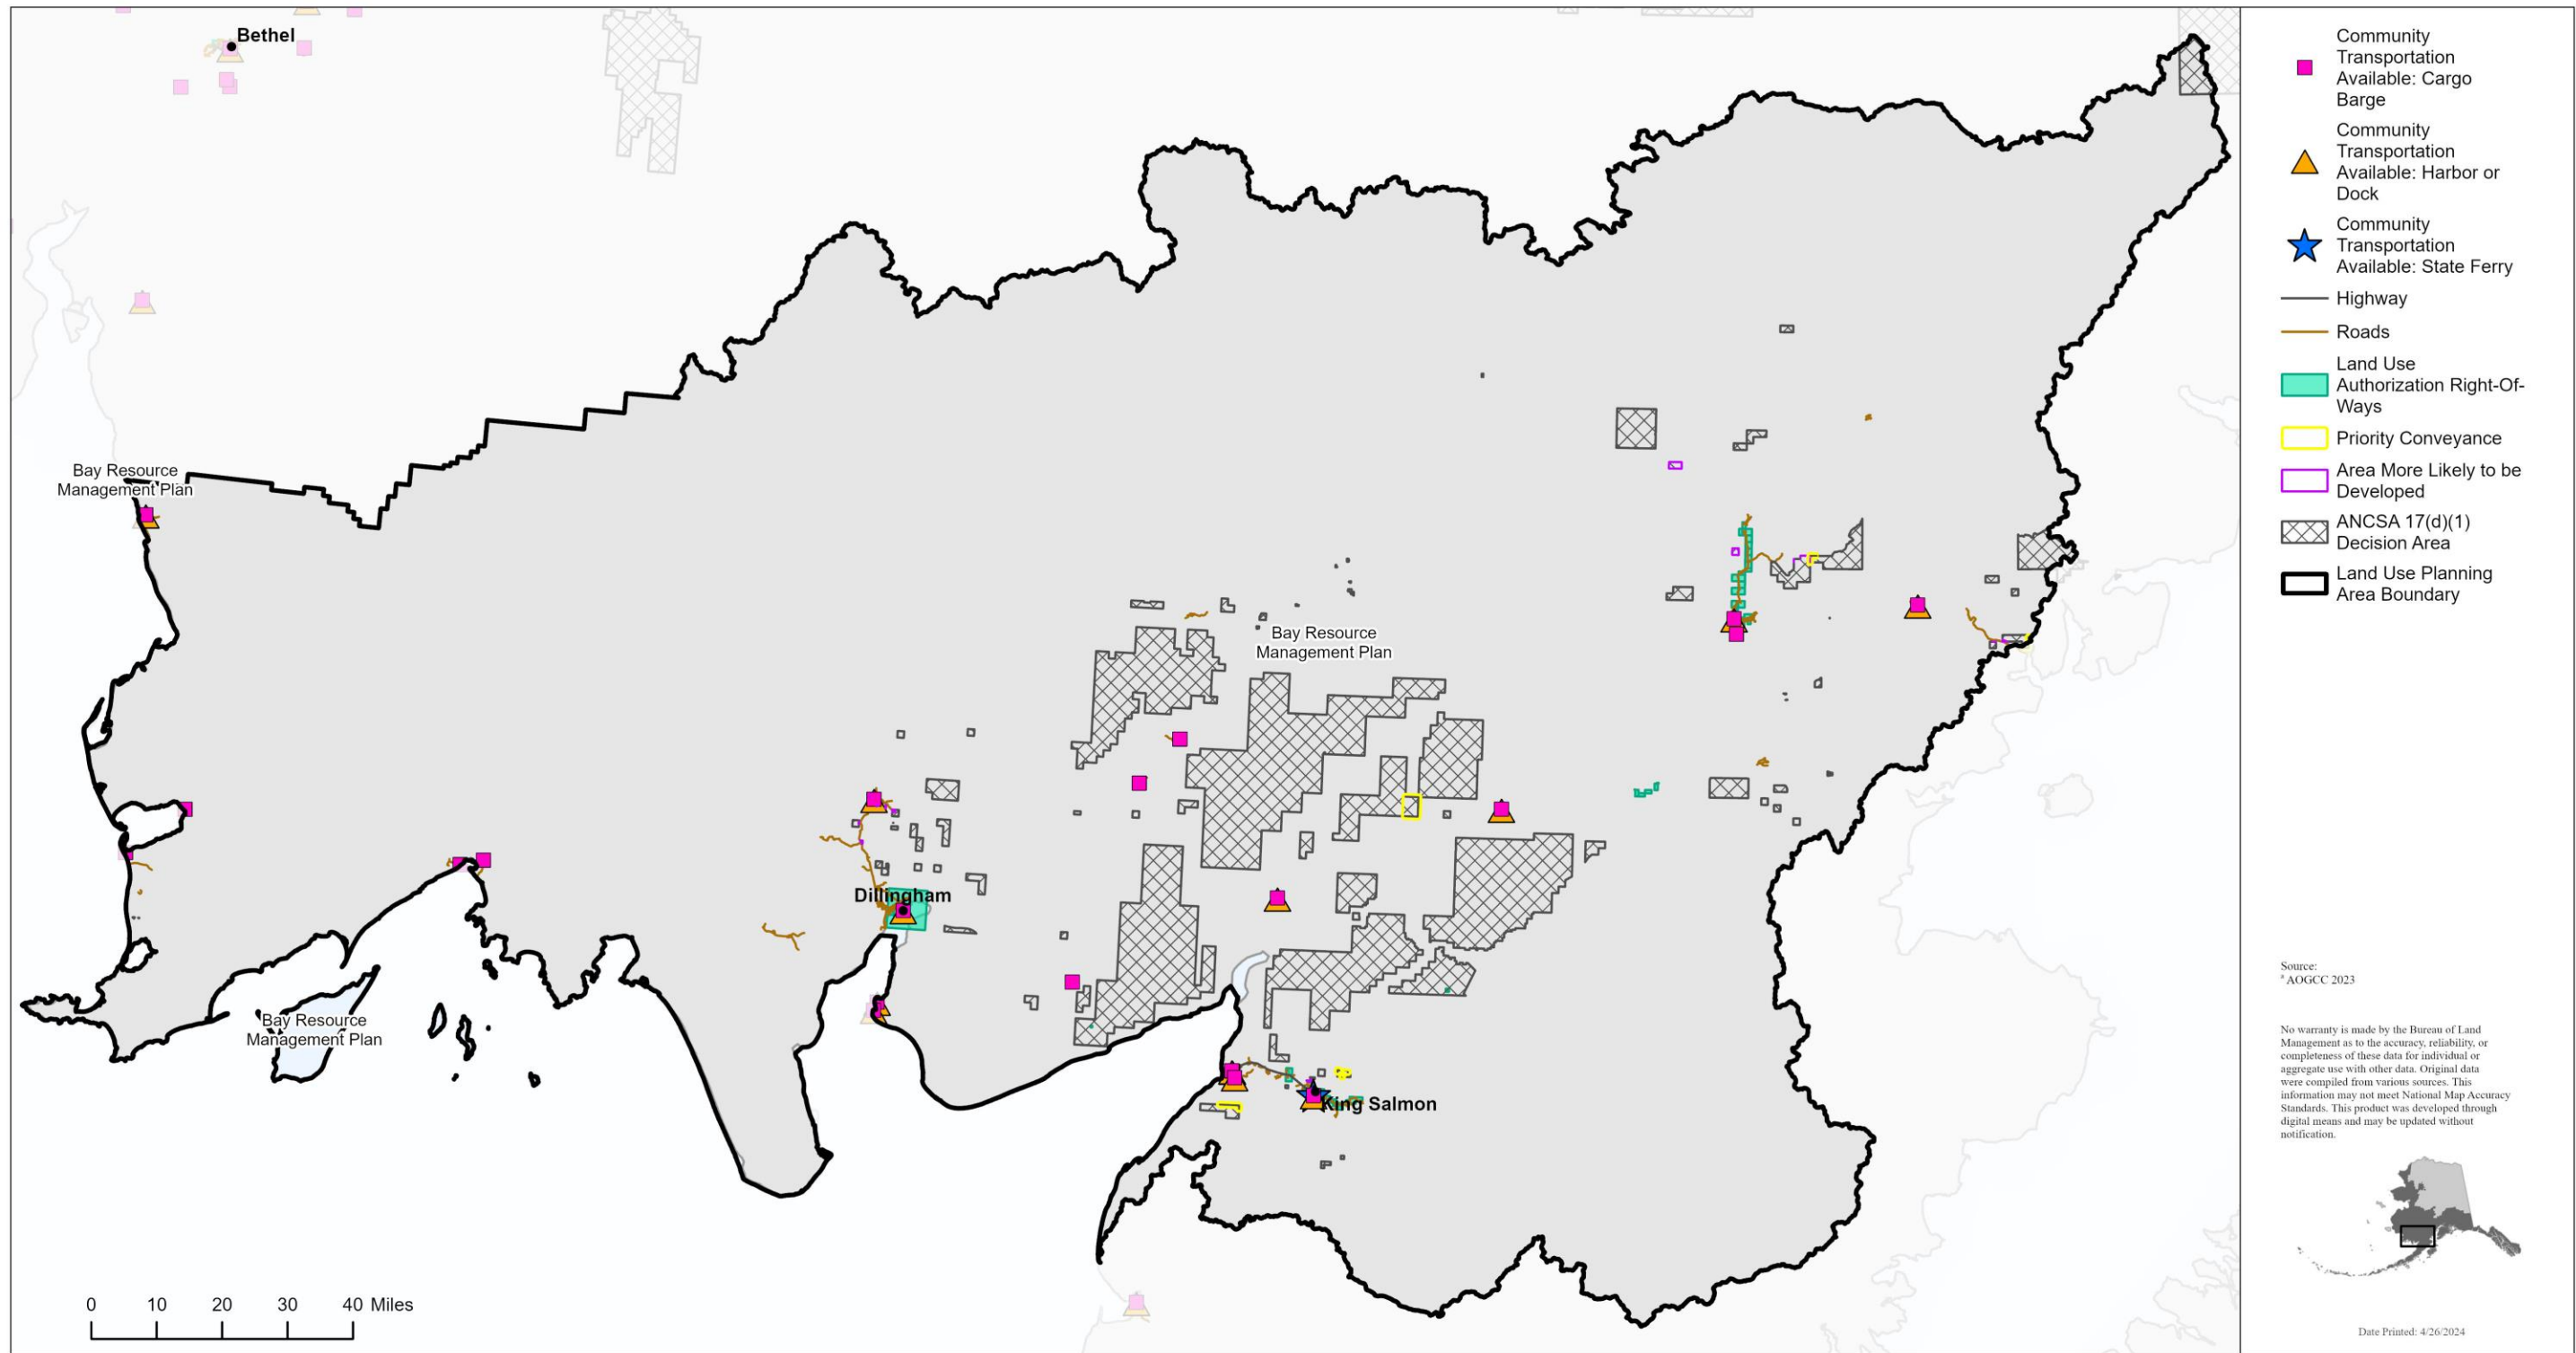 Bethel
Bay Resource
Management Plan
Bay Resource
Management Plan
Dillingham
Bay Resource
Management Plan
King Salmon
0 10 20 30 40 Miles
Community
Transportation
Available: Cargo
Barge
Community
Transportation
Available: Harbor or
Dock
Community
Transportation
Available: State Ferry
Highway
Roads
Land Use
Authorization Right-Of-
Ways
Priority Conveyance
Area More Likely to be
Developed
ANCSA 17(d)(1)
Decision Area
Land Use Planning
Area Boundary
Source:
ª AOGCC 2023
No warranty is made by the Bureau of Land
Management as to the accuracy, reliability, or
completeness of these data for individual or
aggregate use with other data. Original data
were compiled from various sources. This
information may not meet National Map Accuracy
Standards. This product was developed through
digital means and may be updated without
notification.
Date Printed: 4/26/2024